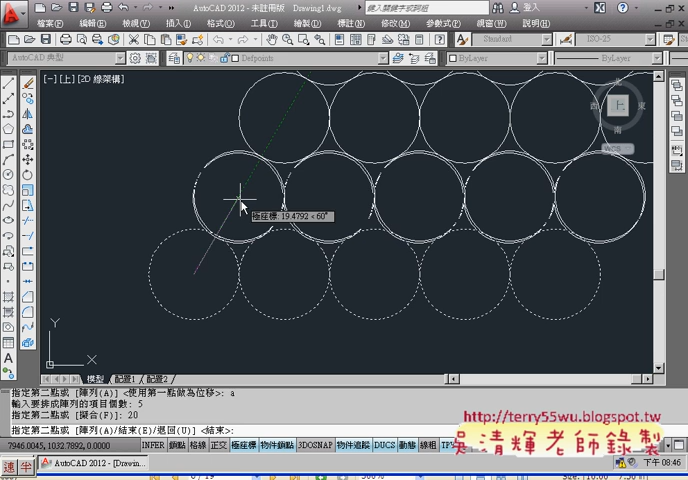 AutoCAD 2012 - 未註冊版 Drawing1.dwg
鍵入關鍵字或詞組
登入
檔案(F) 編輯(E) 檢視(V) 插入(I) 格式(O) 工具(T) 繪製(D) 標註(N) 修改(M) 參數式(P) 視窗(W) 說明(H)
Standard ISO-25
AutoCAD 典型 Defpoints ByLayer ByLayer
[-] [上] [2D 線架構]
北
西 上 東
南
WCS
極座標: 19.4792 < 60°
Y
X
模型 配置1 配置2
指定第二點或 [陣列(A)] <使用第一點做為位移>: a
輸入要排成陣列的項目個數: 5
指定第二點或 [擬合(F)]: 20
指定第二點或 [陣列(A)/結束(E)/退回(U)] <結束>:
7946.0045, 1032.7892, 0.0000 INFER 鎖點 格線 正交 極座標 物件鎖點 3DOSNAP 物件追蹤 DUCS 動態 線粗
http://terry55wu.blogspot.tw
吳清輝老師錄製
速 半 AutoCAD 2012 - [Drawin... 下午 08:46